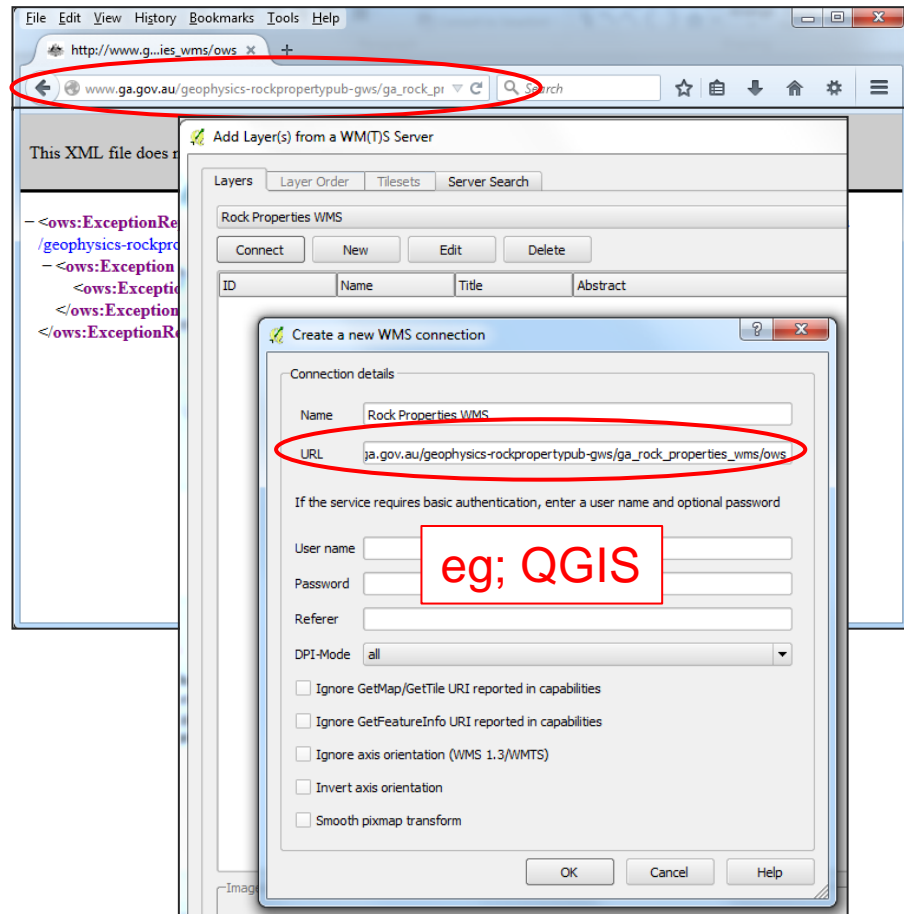 File Edit View History Bookmarks Tools Help
http://www.g...ies_wms/ows × +
www.ga.gov.au/geophysics-rockpropertypub-gws/ga_rock_pr Search
This XML file does
Add Layer(s) from a WM(T)S Server
Layers Layer Order Tilesets Server Search
Rock Properties WMS
Connect New Edit Delete
ID Name Title Abstract
−<ows:ExceptionRe
/geophysics-rockpro
−<ows:Exception
<ows:Exceptio
</ows:Exception
</ows:ExceptionRe
Create a new WMS connection
Connection details
Name Rock Properties WMS
URL ga.gov.au/geophysics-rockpropertypub-gws/ga_rock_properties_wms/ows
If the service requires basic authentication, enter a user name and optional password
User name
eg; QGIS
Password
Referer
DPI-Mode all
Ignore GetMap/GetTile URI reported in capabilities
Ignore GetFeatureInfo URI reported in capabilities
Ignore axis orientation (WMS 1.3/WMTS)
Invert axis orientation
Smooth pixmap transform
OK Cancel Help
Image